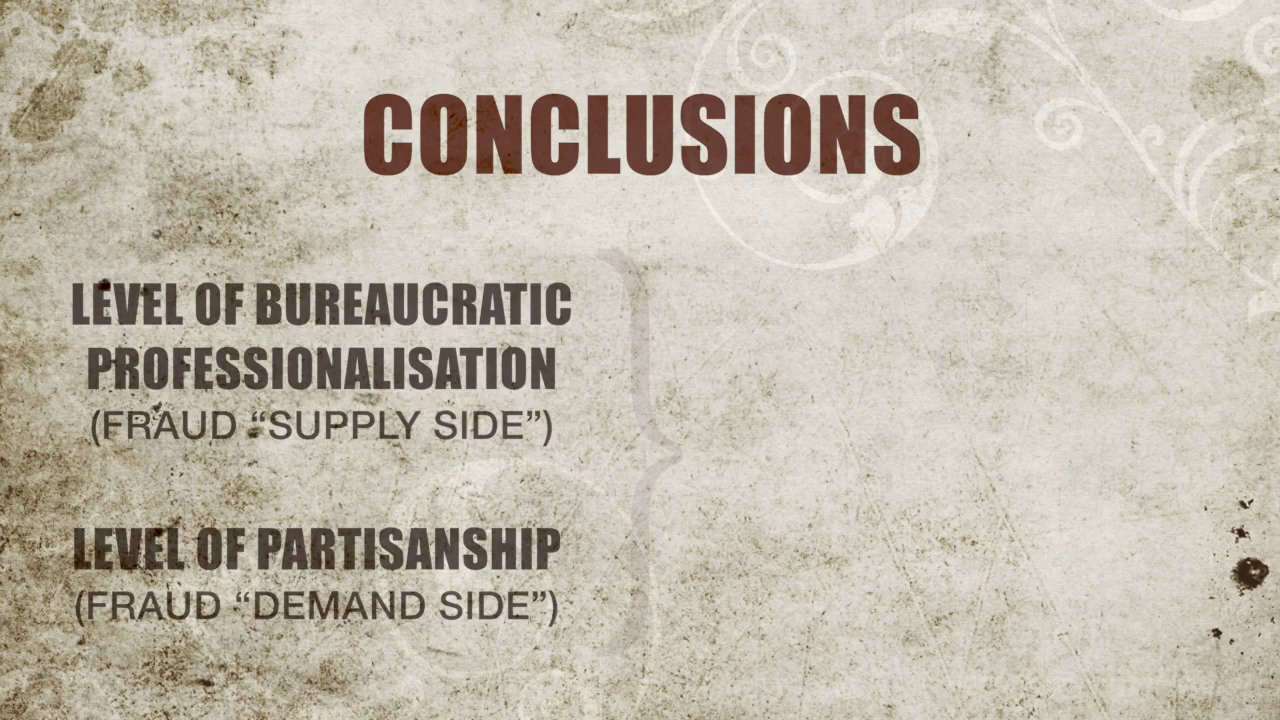 CONCLUSIONS
LEVEL OF BUREAUCRATIC
PROFESSIONALISATION
(FRAUD “SUPPLY SIDE”)
LEVEL OF PARTISANSHIP
(FRAUD “DEMAND SIDE”)